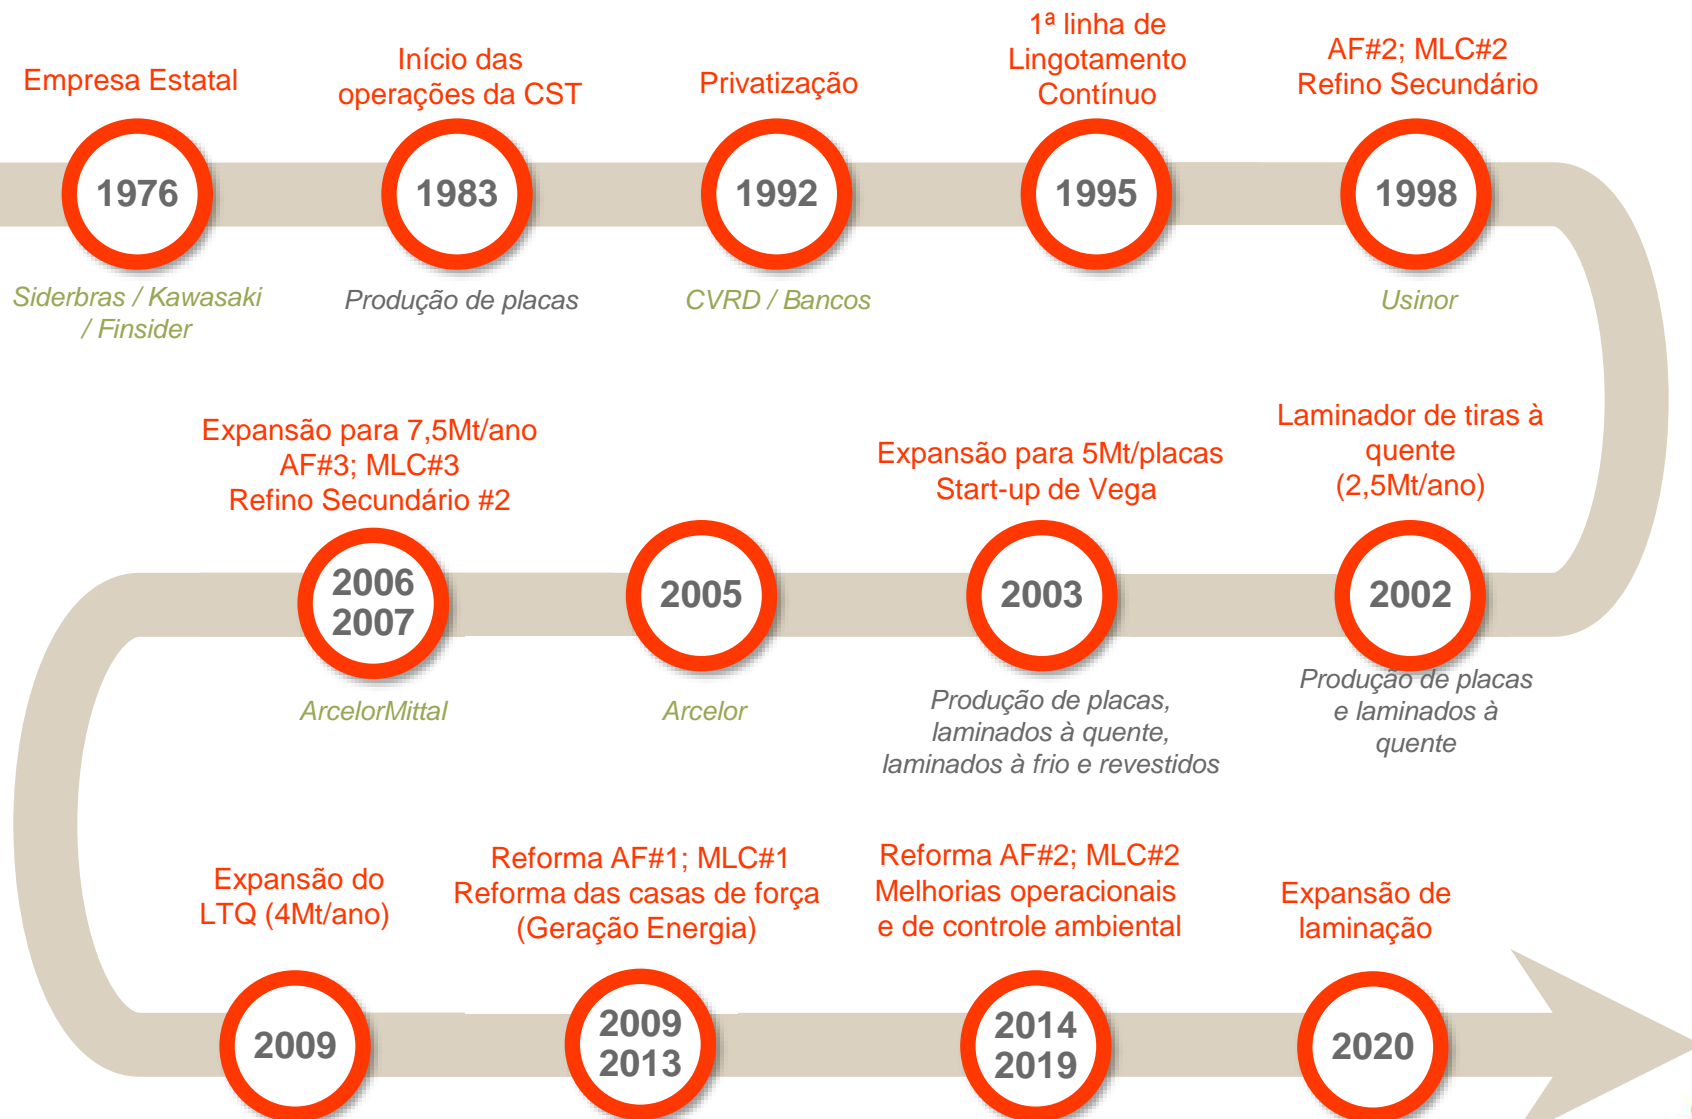 Empresa Estatal
1976
Siderbras / Kawasaki
/ Finsider
Início das
operações da CST
1983
Produção de placas
Privatização
1992
CVRD / Bancos
1ª linha de
Lingotamento
Contínuo
1995
AF#2; MLC#2
Refino Secundário
1998
Usinor
Laminador de tiras à
quente
(2,5Mt/ano)
2002
Produção de placas
e laminados à
quente
Expansão para 5Mt/placas
Start-up de Vega
2003
Produção de placas,
laminados à quente,
laminados à frio e revestidos
2005
Arcelor
Expansão para 7,5Mt/ano
AF#3; MLC#3
Refino Secundário #2
2006
2007
ArcelorMittal
Expansão do
LTQ (4Mt/ano)
2009
Reforma AF#1; MLC#1
Reforma das casas de força
(Geração Energia)
2009
2013
Reforma AF#2; MLC#2
Melhorias operacionais
e de controle ambiental
2014
2019
Expansão de
laminação
2020